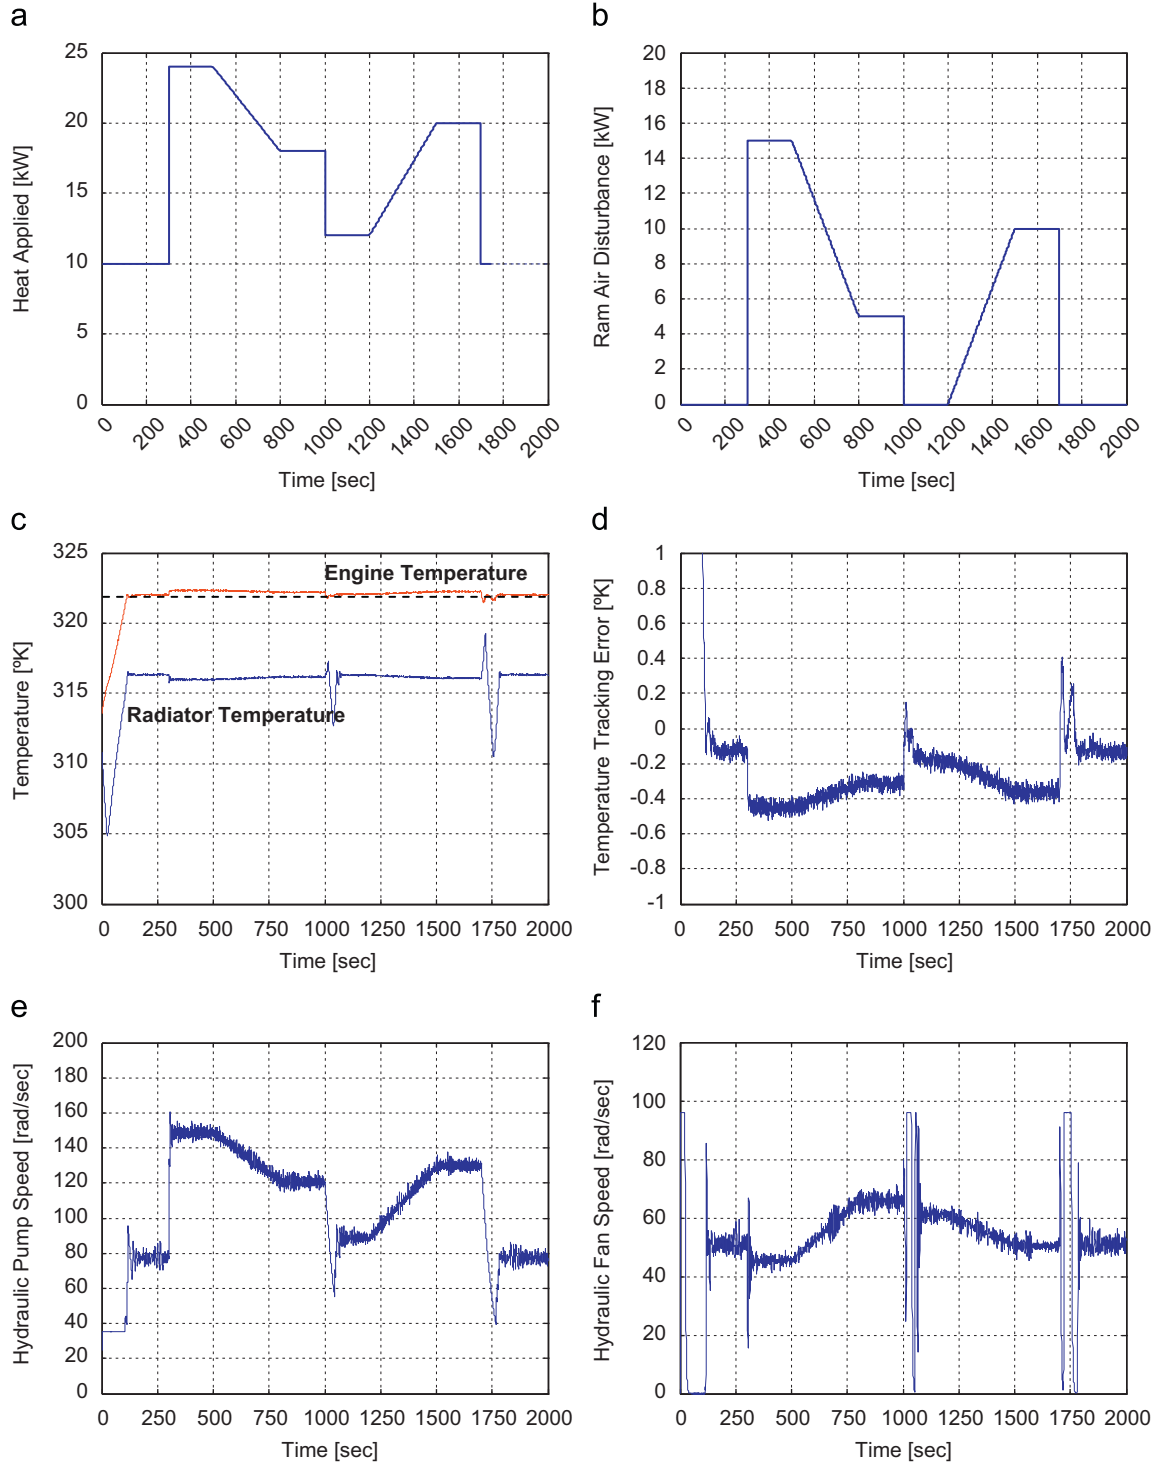 a
25
20
15
10
5
0
Heat Applied [kW]
0 200 400 600 800 1000 1200 1400 1600 1800 2000
Time [sec]
b
20
18
16
14
12
10
8
6
4
2
0
Ram Air Disturbance [kW]
0 200 400 600 800 1000 1200 1400 1600 1800 2000
Time [sec]
c
325
320
315
310
305
300
Temperature [ºK]
Engine Temperature
Radiator Temperature
0 250 500 750 1000 1250 1500 1750 2000
Time [sec]
d
1
0.8
0.6
0.4
0.2
0
-0.2
-0.4
-0.6
-0.8
-1
Temperature Tracking Error [ºK]
0 250 500 750 1000 1250 1500 1750 2000
Time [sec]
e
200
180
160
140
120
100
80
60
40
20
0
Hydraulic Pump Speed [rad/sec]
0 250 500 750 1000 1250 1500 1750 2000
Time [sec]
f
120
100
80
60
40
20
0
Hydraulic Fan Speed [rad/sec]
0 250 500 750 1000 1250 1500 1750 2000
Time [sec]